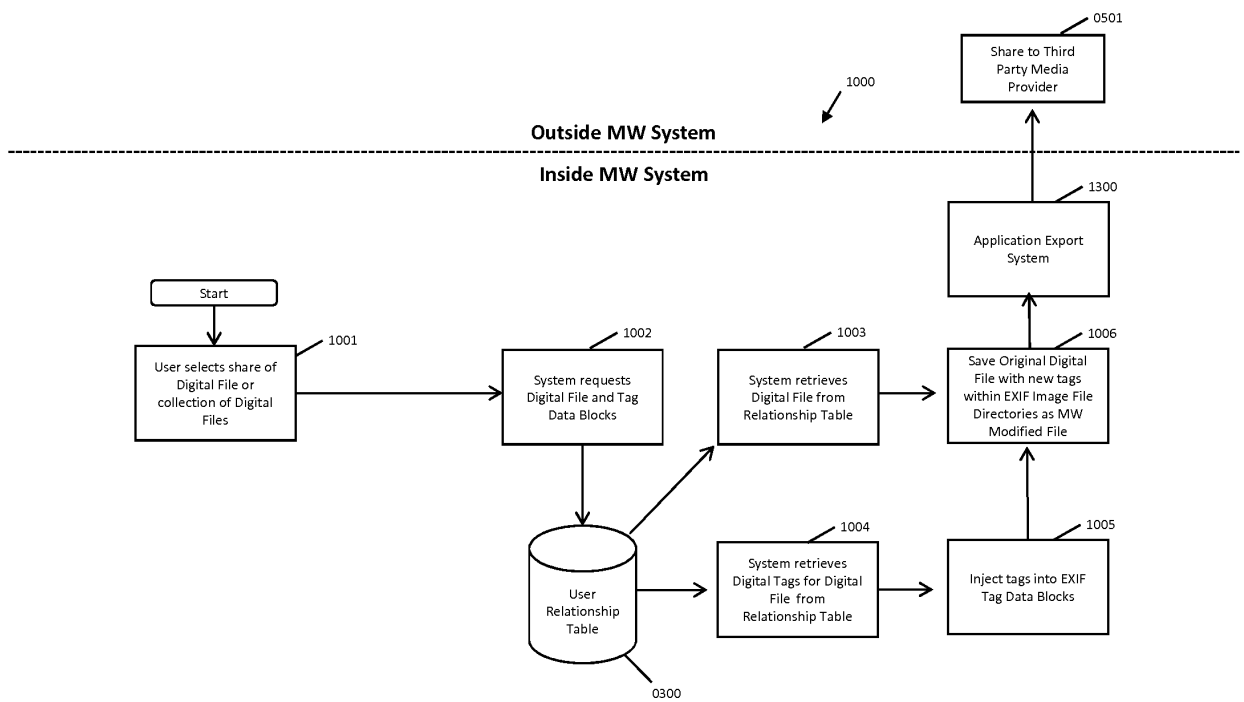 0501
Share to Third
Party Media
Provider
1000
Outside MW System
Inside MW System
1300
Application Export
System
Start
1001
User selects share of
Digital File or
collection of Digital
Files
1002
System requests
Digital File and Tag
Data Blocks
1003
System retrieves
Digital File from
Relationship Table
1006
Save Original Digital
File with new tags
within EXIF Image File
Directories as MW
Modified File
User
Relationship
Table
0300
1004
System retrieves
Digital Tags for Digital
File from
Relationship Table
1005
Inject tags into EXIF
Tag Data Blocks